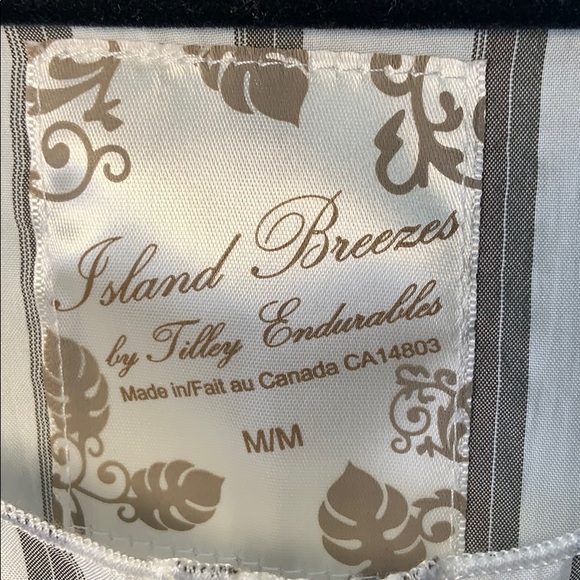 Island Breezes
by Tilley Endurables
Made in/Fait au Canada CA14803
M/M